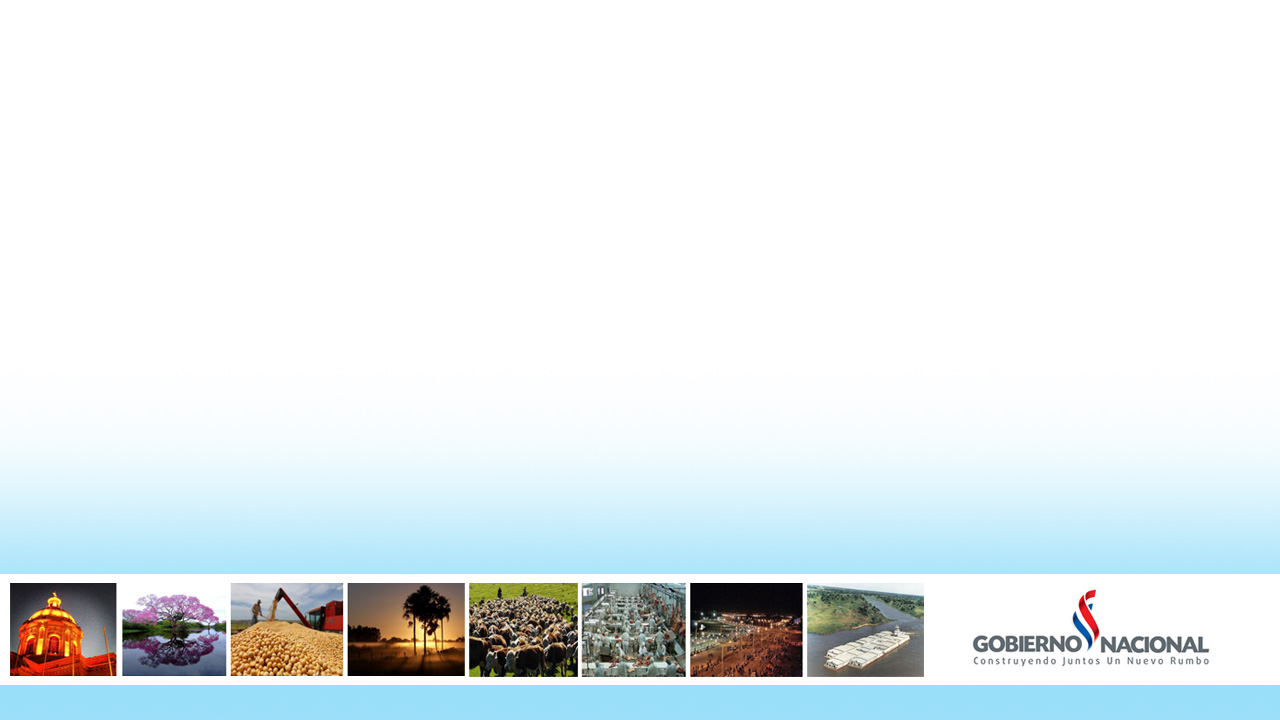 GOBIERNO NACIONAL
Construyendo Juntos Un Nuevo Rumbo